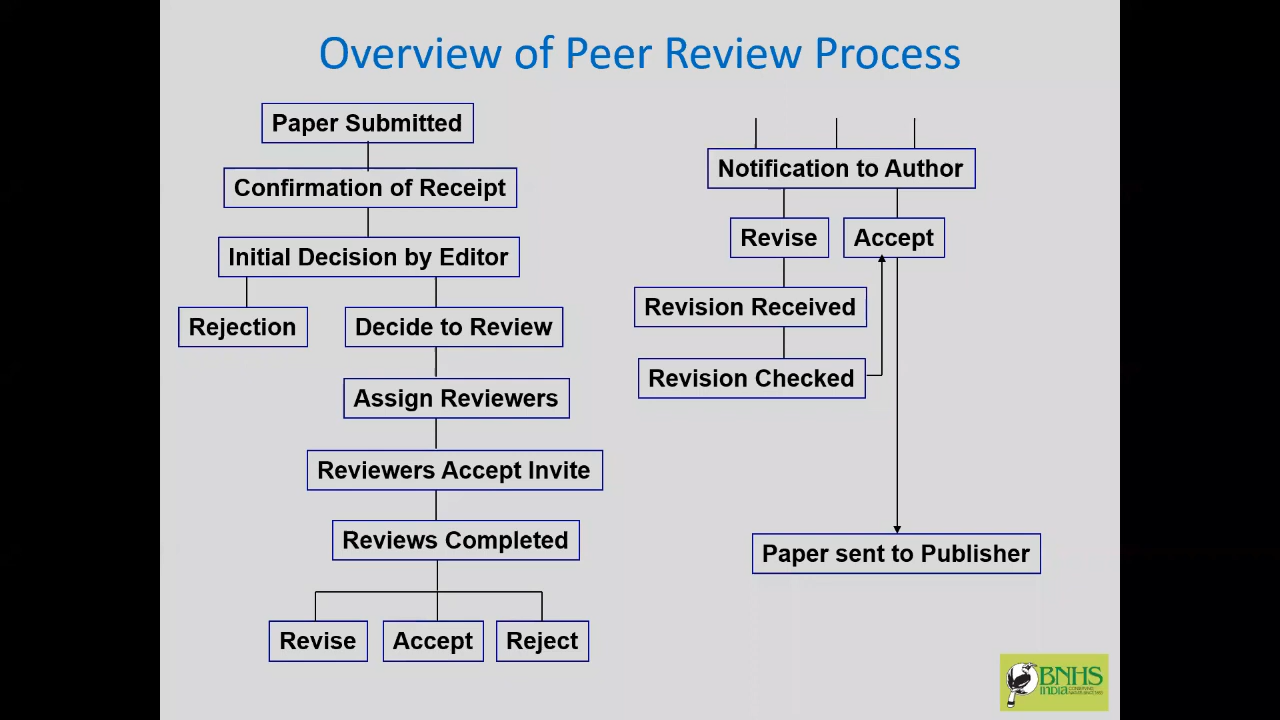 Overview of Peer Review Process
Paper Submitted
Confirmation of Receipt
Initial Decision by Editor
Rejection
Decide to Review
Assign Reviewers
Reviewers Accept Invite
Reviews Completed
Revise
Accept
Reject
Notification to Author
Revise
Accept
Revision Received
Revision Checked
Paper sent to Publisher
BNHS
INDIA